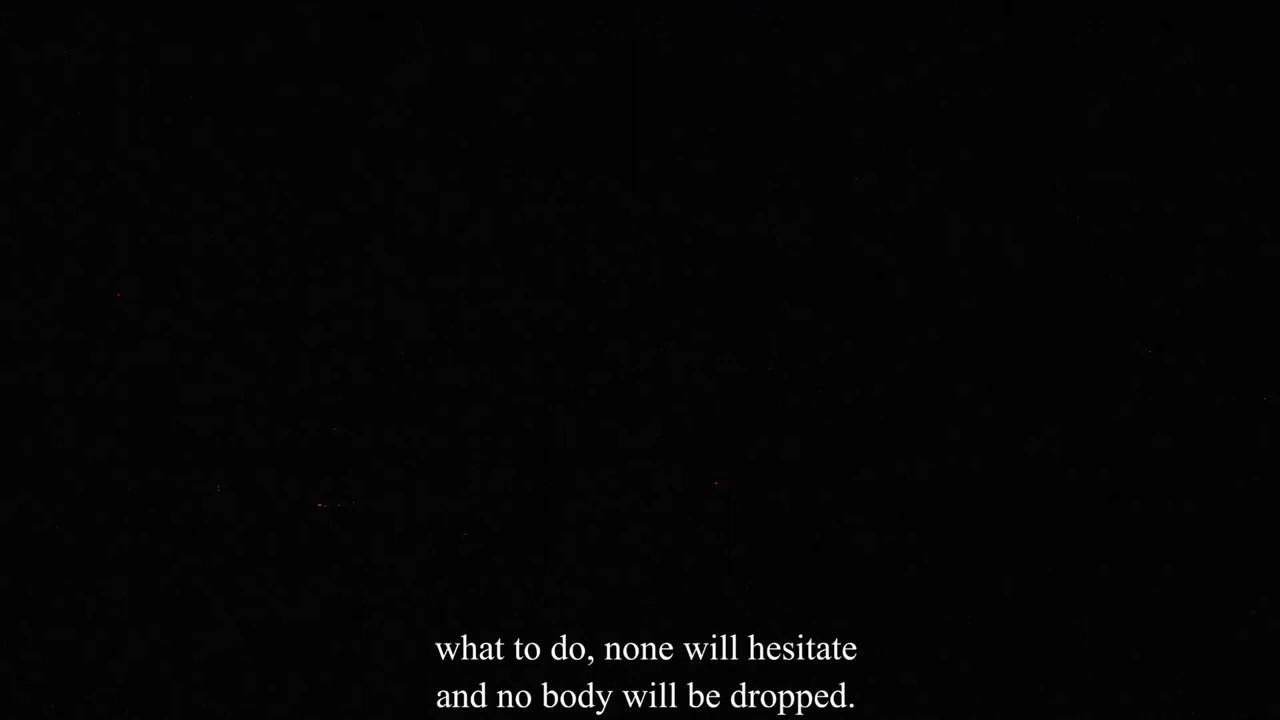 what to do, none will hesitate
and no body will be dropped.